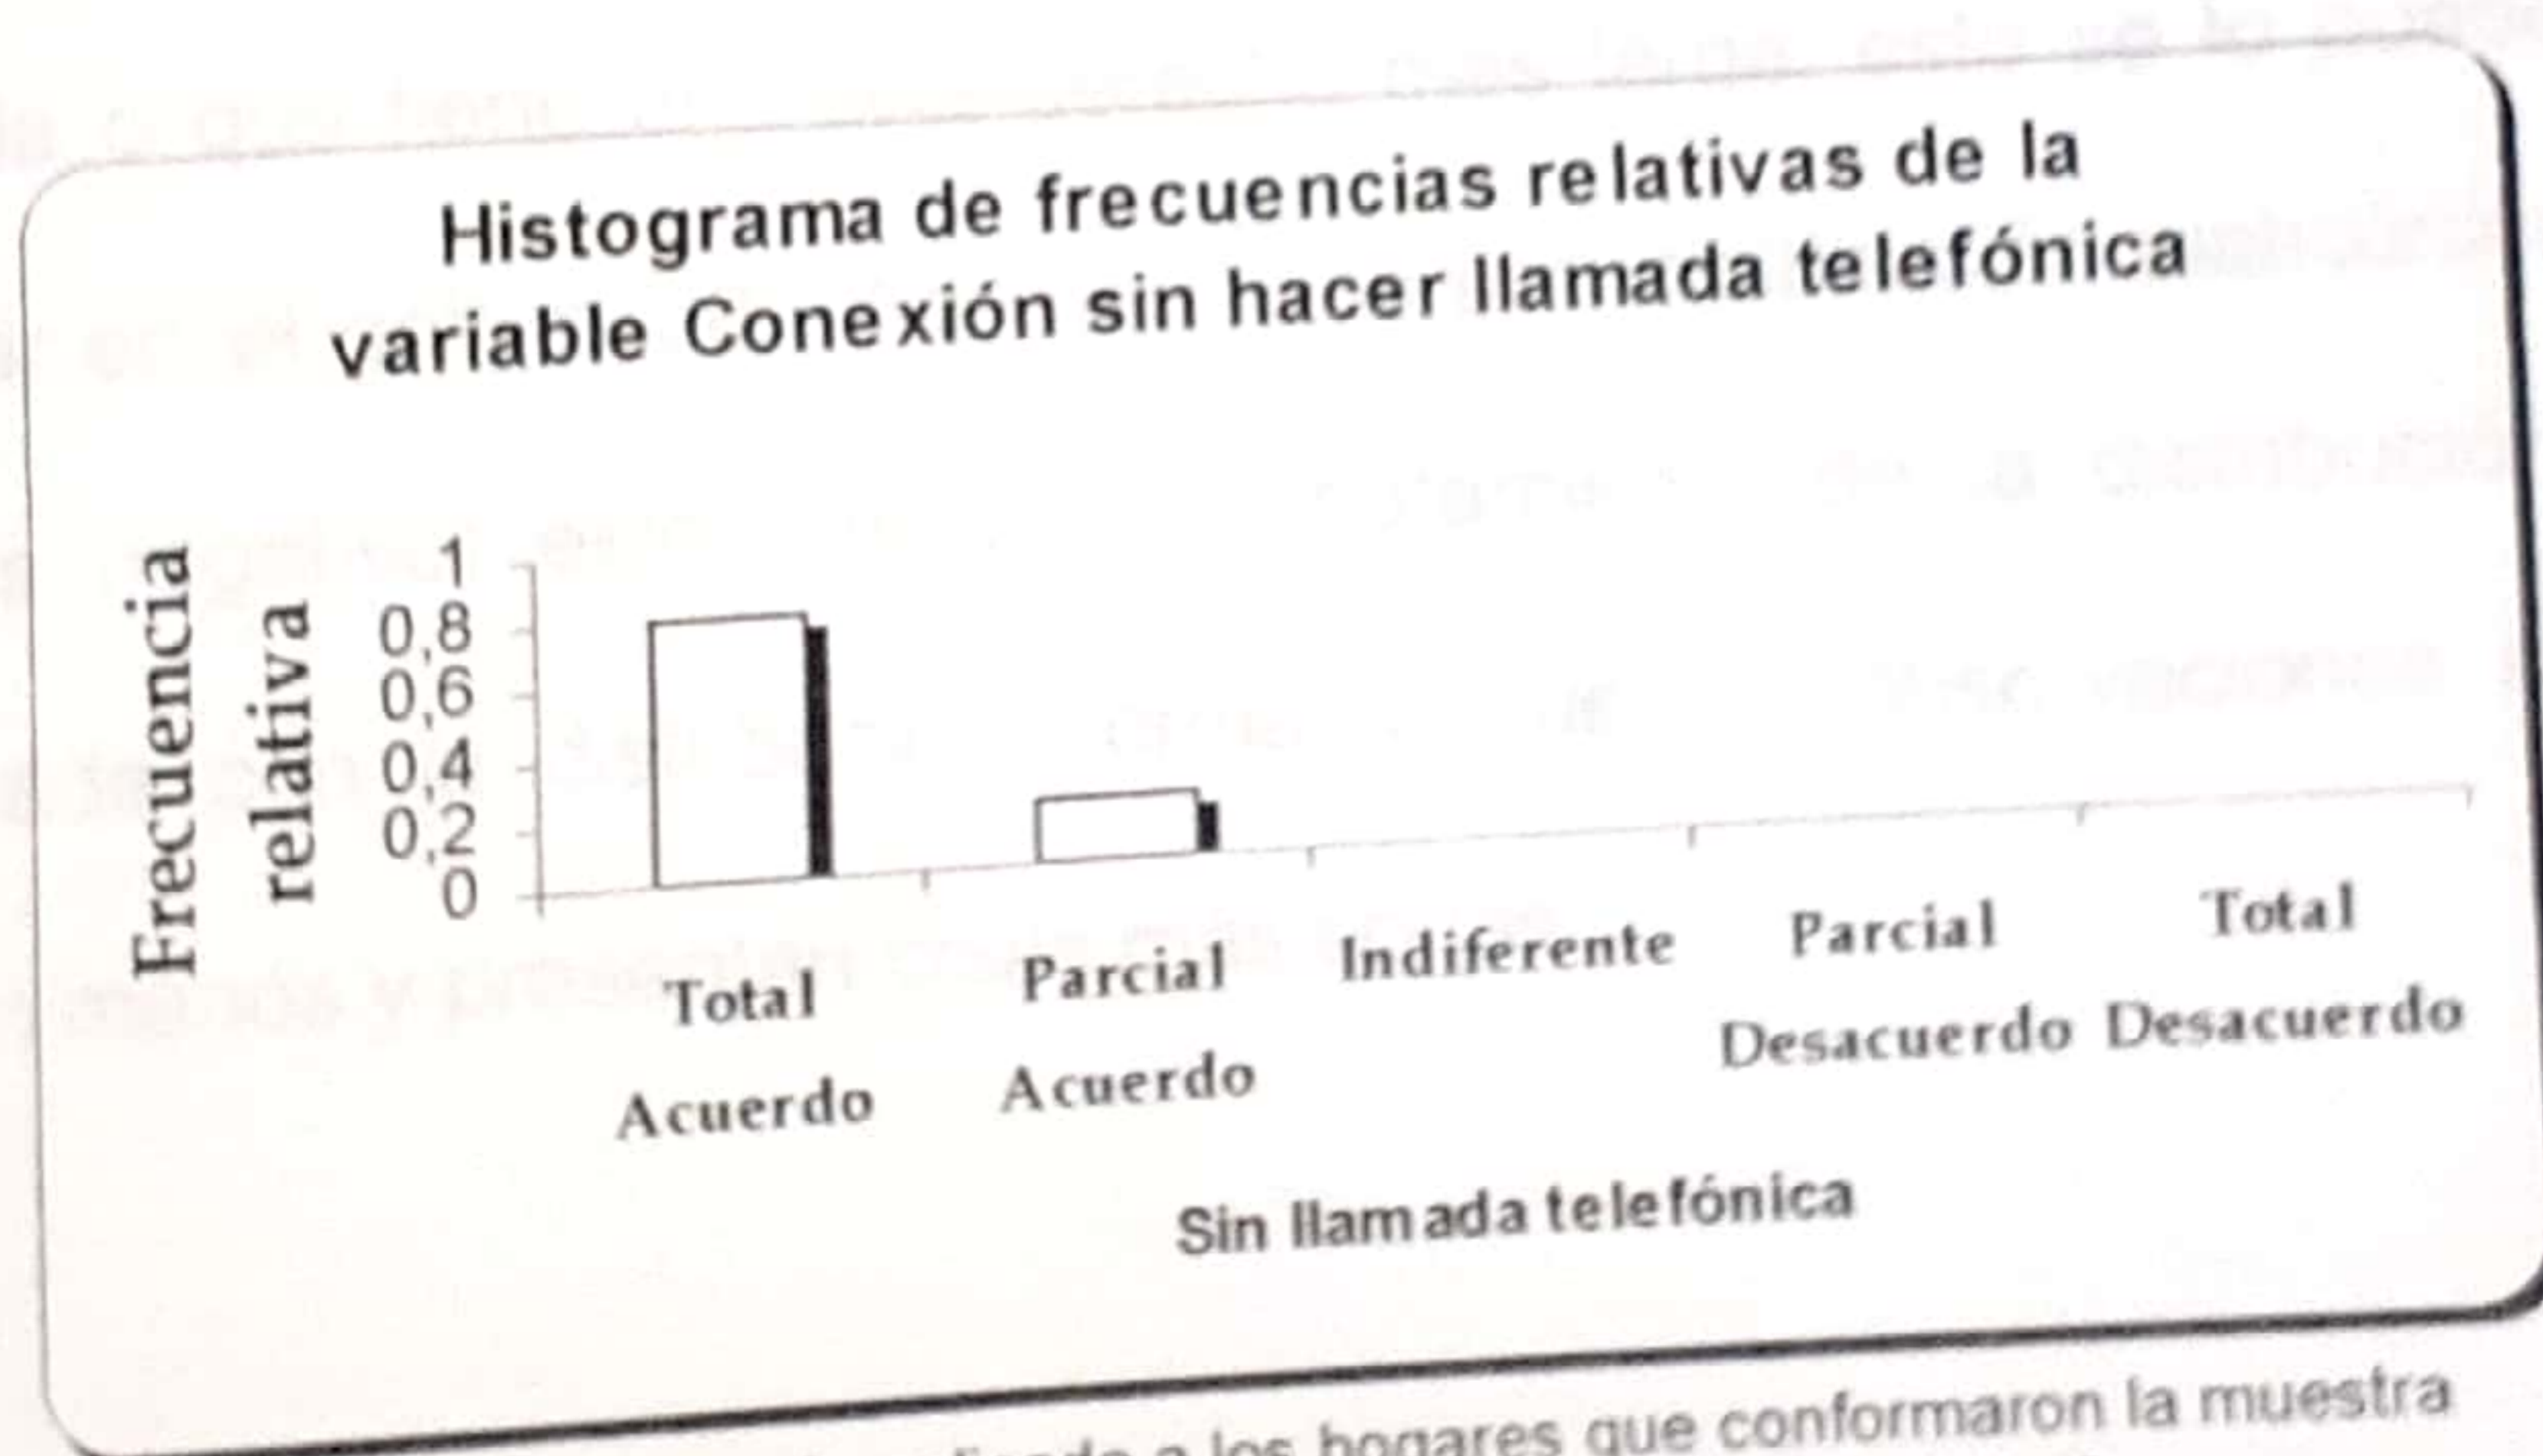 Histograma de frecuencias relativas de la
variable Conexión sin hacer llamada telefónica
Frecuencia
relativa
1
0,8
0,6
0,4
0,2
0
Total
Acuerdo
Parcial
Acuerdo
Indiferente
Parcial
Desacuerdo
Total
Desacuerdo
Sin llamada telefónica
a los hogares que conformaron la muestra